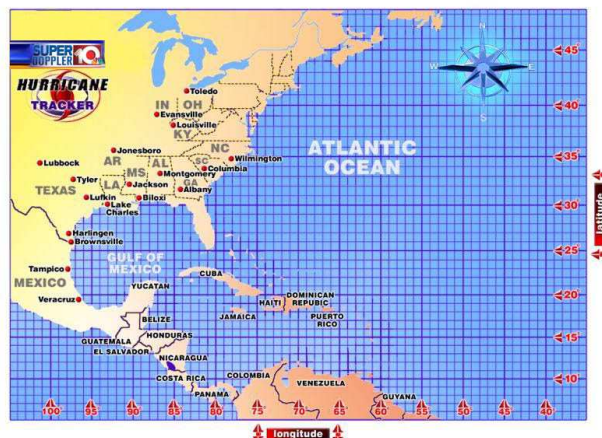 SUPER
DOPPLER 10
HURRICANE
TRACKER
N
W E
S
45°
40°
35°
30°
25°
20°
15°
10°
latitude
ATLANTIC
OCEAN
Toledo
IN OH
Evansville
Louisville
KY
Jonesboro
NC
Wilmington
Lubbock
AR
AL
SC
Columbia
Tyler
MS
Montgomery
GA
TEXAS
LA
Jackson
Albany
Lufkin
Lake
Charles
Biloxi
Harlingen
Brownsville
GULF OF
MEXICO
Tampico
MEXICO
YUCATAN
CUBA
Veracruz
HAITI
DOMINICAN
REPUBIC
BELIZE
JAMAICA
PUERTO
RICO
GUATEMALA
HONDURAS
EL SALVADOR
NICARAGUA
COSTA RICA
COLOMBIA
VENEZUELA
PANAMA
GUYANA
100° 95° 90° 85° 80° 75° 70° 65° 60° 55° 50° 45° 40°
longitude